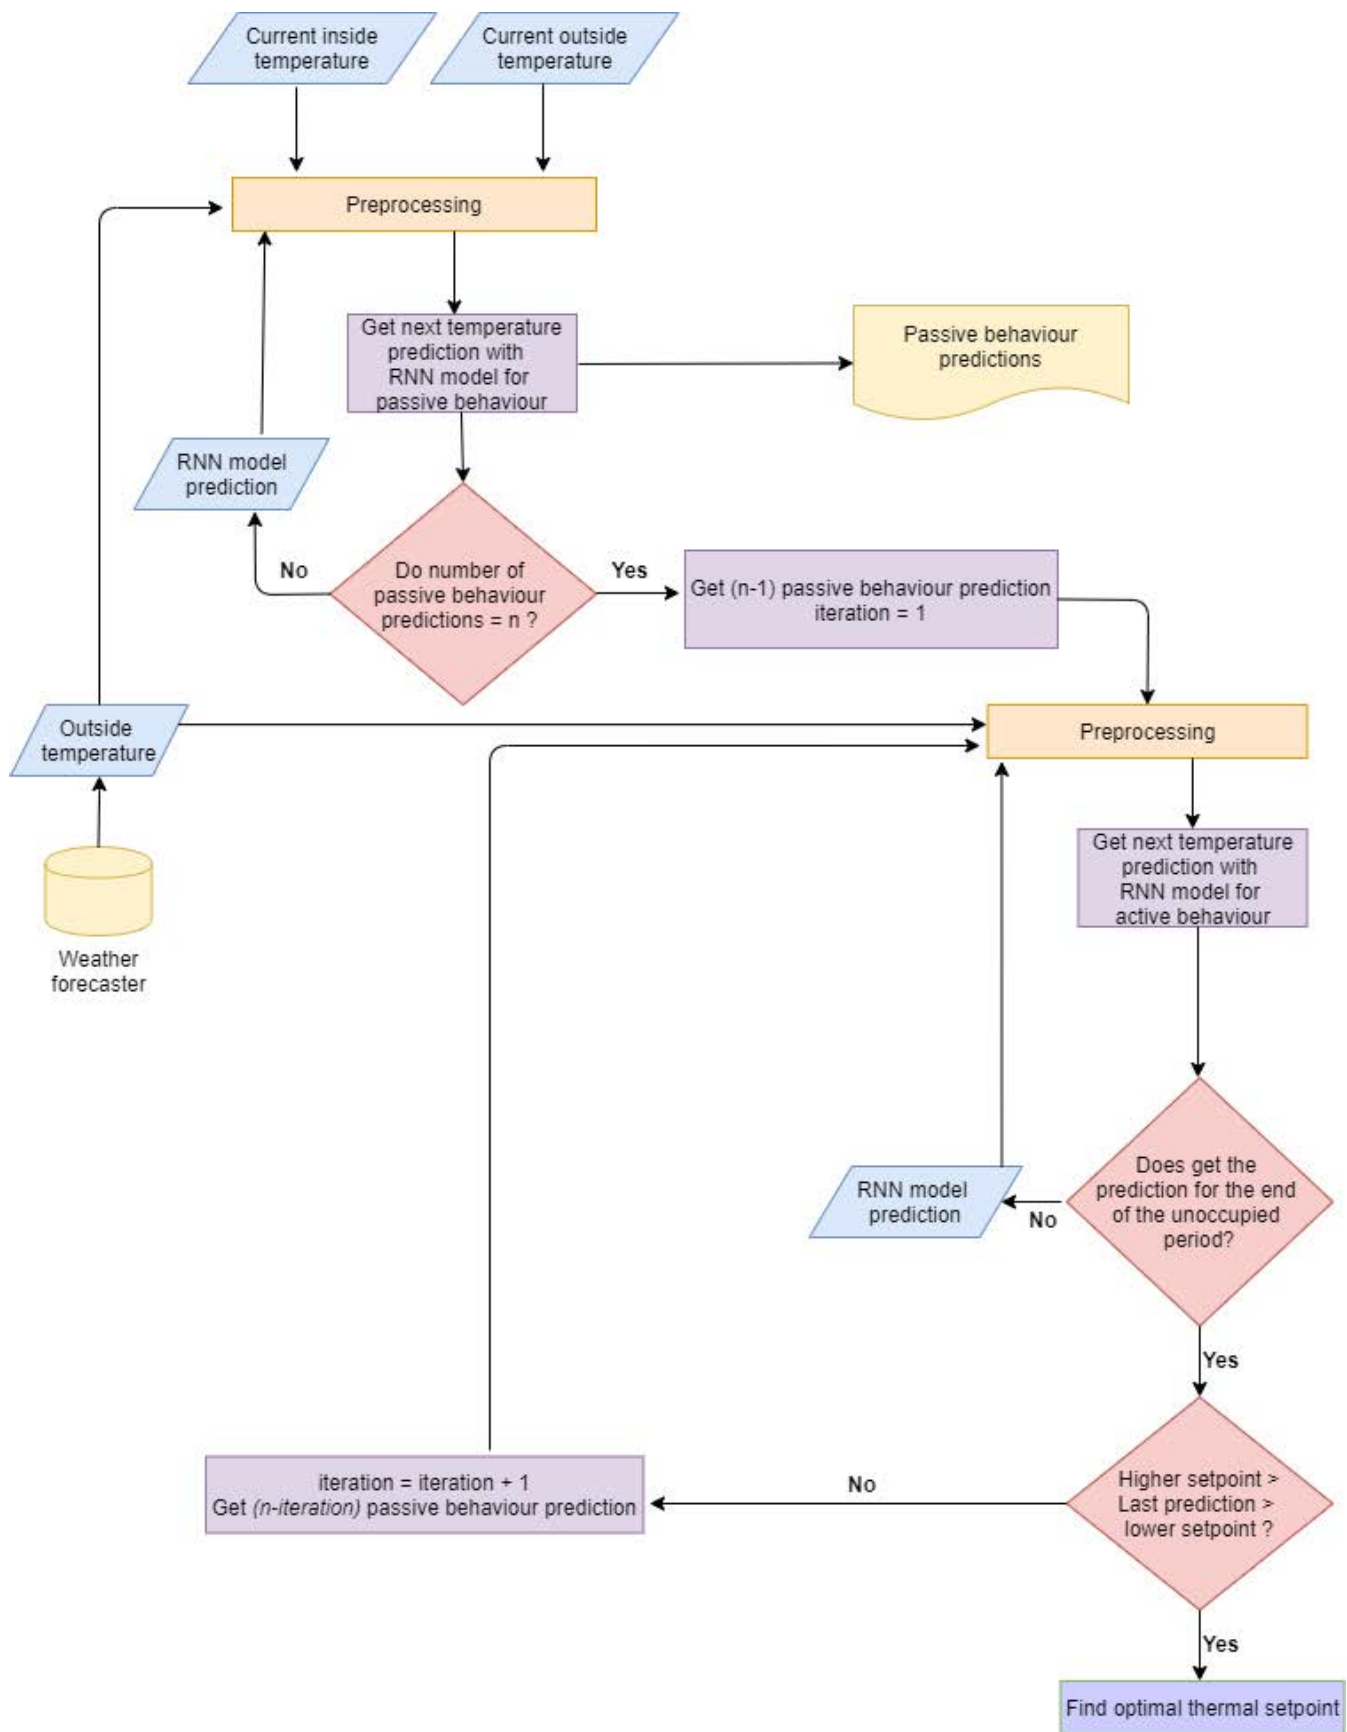 Current inside
temperature
Current outside
temperature
Preprocessing
Get next temperature
prediction with
RNN model for
passive behaviour
Passive behaviour
predictions
RNN model
prediction
No
Do number of
passive behaviour
predictions = n ?
Yes
Get (n-1) passive behaviour prediction
iteration = 1
Outside
temperature
Preprocessing
Weather
forecaster
Get next temperature
prediction with
RNN model for
active behaviour
RNN model
prediction
No
Does get the
prediction for the end
of the unoccupied
period?
Yes
iteration = iteration + 1
Get (n-iteration) passive behaviour prediction
No
Higher setpoint >
Last prediction >
lower setpoint ?
Yes
Find optimal thermal setpoint